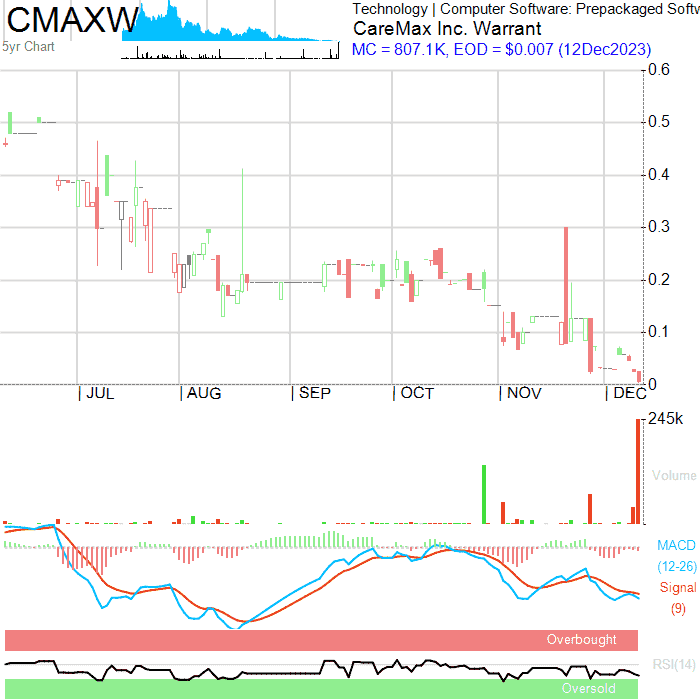 CMAXW
Technology | Computer Software: Prepackaged Softw
CareMax Inc. Warrant
5yr Chart
MC = 807.1K, EOD = $0.007 (12Dec2023)
0.6
0.5
0.4
0.3
0.2
0.1
0
JUL
AUG
SEP
OCT
NOV
DEC
245k
Volume
MACD
(12-26)
Signal
(9)
Overbought
RSI(14)
Oversold